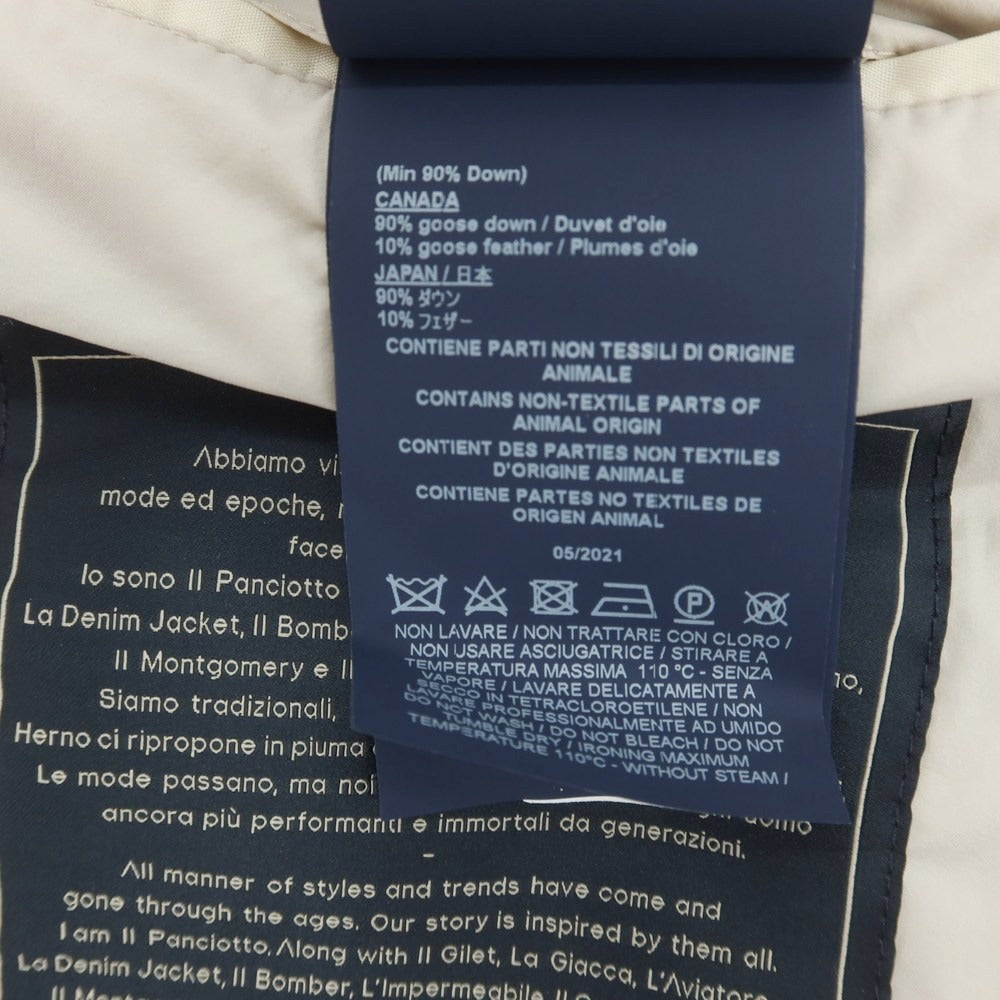 (Min 90% Down)
CANADA
90% goose down / Duvet d'oie
10% goose feather / Plumes d'oie
JAPAN / 日本
90% ダウン
10% フェザー
CONTIENE PARTI NON TESSILI DI ORIGINE
ANIMALE
CONTAINS NON-TEXTILE PARTS OF
ANIMAL ORIGIN
CONTIENT DES PARTIES NON TEXTILES
D'ORIGINE ANIMALE
CONTIENE PARTES NO TEXTILES DE
ORIGEN ANIMAL
05/2021
P
W
NON LAVARE / NON TRATTARE CON CLORO /
NON USARE ASCIUGATRICE / STIRARE A
TEMPERATURA MASSIMA 110 °C - SENZA
VAPORE / LAVARE DELICATAMENTE A
SECCO IN TETRACLOROETILENE / NON
LAVARE PROFESSIONALMENTE AD UMIDO
DO NOT WASH / DO NOT BLEACH / DO NOT
TUMBLE DRY / IRONING MAXIMUM
TEMPERATURE 110°C - WITHOUT STEAM /
Abbiamo
mode ed epoche,
face
Io sono Il Panciotto
La Denim Jacket, Il Bomb
Il Montgomery e Il
no,
Siamo tradizionali,
Herno ci ripropone in piuma
Le mode passano, ma noi
uomo
ancora più performanti e immortali da generazioni.
-
All manner of styles and trends have come and
gone through the ages. Our story is inspired by them all.
I am Il Panciotto. Along with Il Gilet, La Giacca, L'Aviatore
La Denim Jacket, Il Bomber, L'Impermeabile